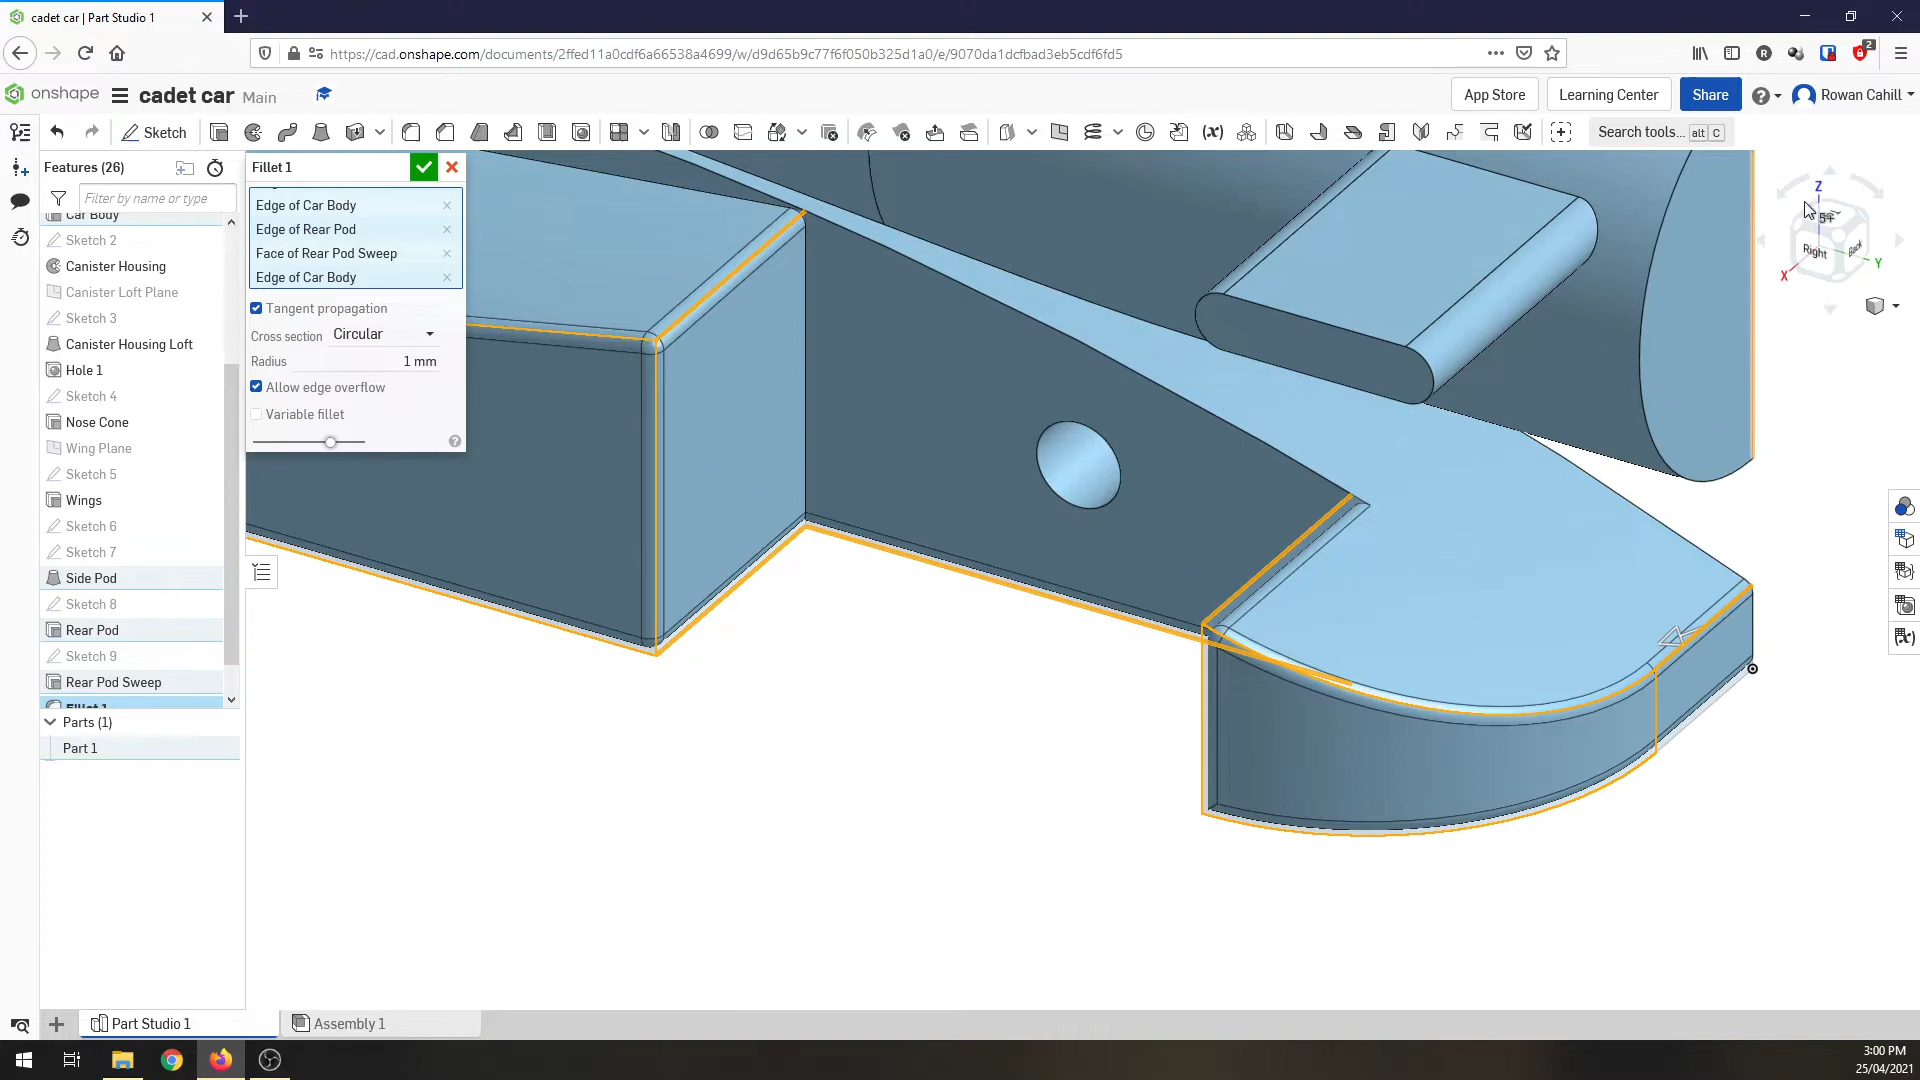 cadet car | Part Studio 1
https://cad.onshape.com/documents/2ffed11a0cdf6a66538a4699/w/d9d65b9c77f6f050b325d1a0/e/9070da1dcfbad3eb5cdf6fd5
2
onshape
cadet car Main
App Store
Learning Center
Share
Rowan Cahill
Sketch
Search tools... alt C
Features (26)
Filter by name or type
Car Body
Sketch 2
Canister Housing
Canister Loft Plane
Sketch 3
Canister Housing Loft
Hole 1
Sketch 4
Nose Cone
Wing Plane
Sketch 5
Wings
Sketch 6
Sketch 7
Side Pod
Sketch 8
Rear Pod
Sketch 9
Rear Pod Sweep
Fillet 1
Parts (1)
Part 1
Fillet 1
Edge of Car Body
Edge of Rear Pod
Face of Rear Pod Sweep
Edge of Car Body
Tangent propagation
Cross section Circular
Radius 1 mm
Allow edge overflow
Variable fillet
Z
Right
Back
X
Y
Part Studio 1
Assembly 1
3:00 PM
25/04/2021